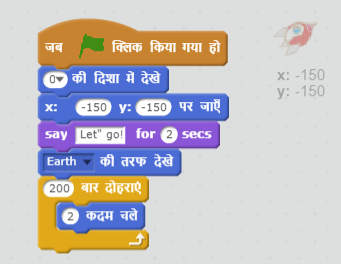 जब क्लिक किया गया हो
0 की दिशा में देखे
x: -150 y: -150 पर जाएँ
say Let" go! for 2 secs
Earth की तरफ देखे
200 बार दोहराएं
2 कदम चले
x: -150
y: -150